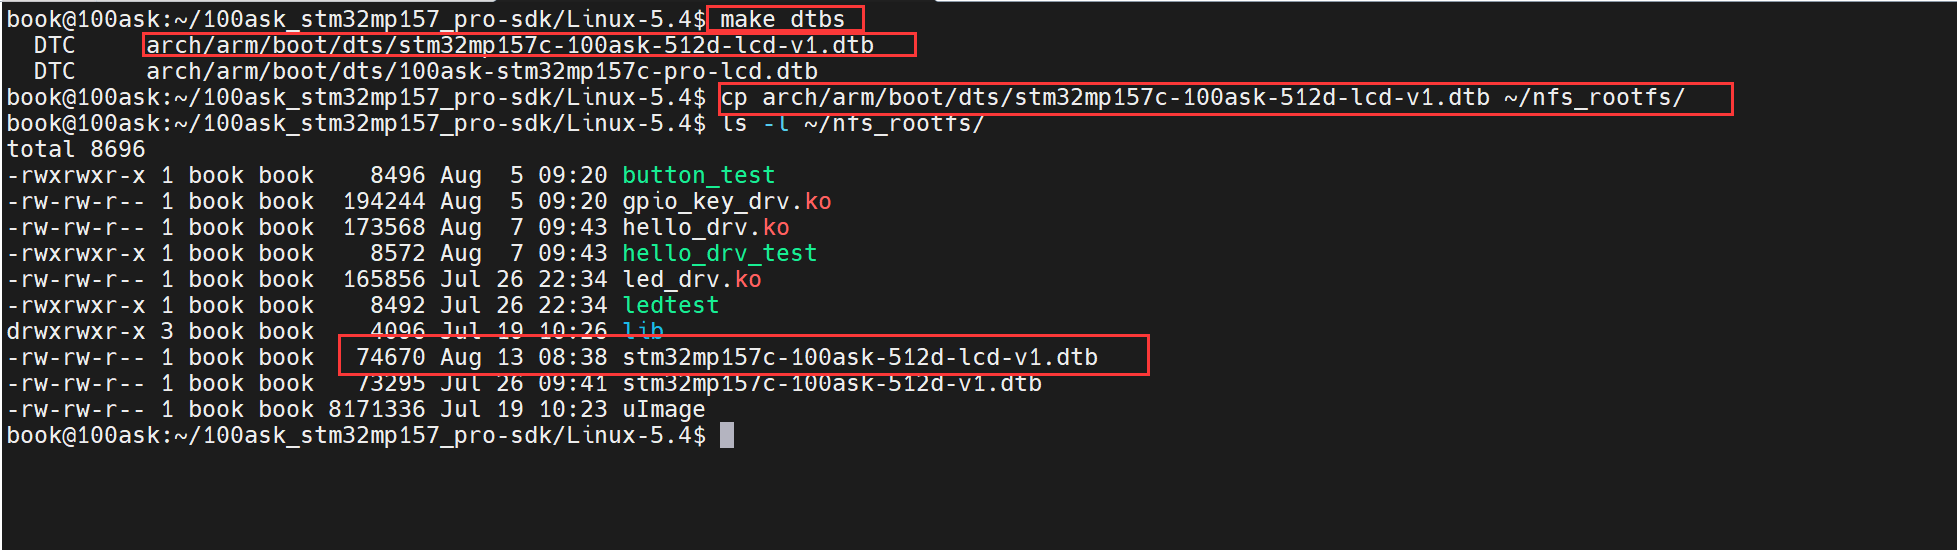 book@100ask:~/100ask_stm32mp157_pro-sdk/Linux-5.4$ make dtbs
  DTC     arch/arm/boot/dts/stm32mp157c-100ask-512d-lcd-v1.dtb
  DTC     arch/arm/boot/dts/100ask-stm32mp157c-pro-lcd.dtb
book@100ask:~/100ask_stm32mp157_pro-sdk/Linux-5.4$ cp arch/arm/boot/dts/stm32mp157c-100ask-512d-lcd-v1.dtb ~/nfs_rootfs/
book@100ask:~/100ask_stm32mp157_pro-sdk/Linux-5.4$ ls -l ~/nfs_rootfs/
total 8696
-rwxrwxr-x 1 book book    8496 Aug  5 09:20 button_test
-rw-rw-r-- 1 book book  194244 Aug  5 09:20 gpio_key_drv.ko
-rw-rw-r-- 1 book book  173568 Aug  7 09:43 hello_drv.ko
-rwxrwxr-x 1 book book    8572 Aug  7 09:43 hello_drv_test
-rw-rw-r-- 1 book book  165856 Jul 26 22:34 led_drv.ko
-rwxrwxr-x 1 book book    8492 Jul 26 22:34 ledtest
drwxrwxr-x 3 book book    4096 Jul 19 10:26 lib
-rw-rw-r-- 1 book book   74670 Aug 13 08:38 stm32mp157c-100ask-512d-lcd-v1.dtb
-rw-rw-r-- 1 book book   73295 Jul 26 09:41 stm32mp157c-100ask-512d-v1.dtb
-rw-rw-r-- 1 book book 8171336 Jul 19 10:23 uImage
book@100ask:~/100ask_stm32mp157_pro-sdk/Linux-5.4$